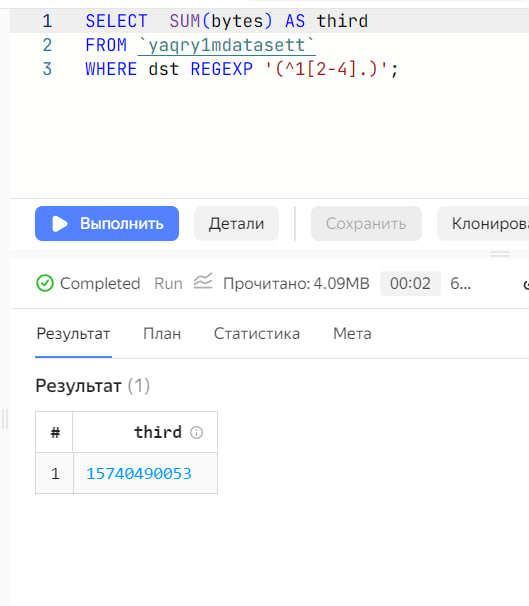 1 SELECT  SUM(bytes) AS third
2 FROM `yaqry1mdatasett`
3 WHERE dst REGEXP '(^1[2-4].)';
Выполнить Детали Сохранить Клонирова
Completed Run Прочитано: 4.09MB 00:02 6...
Результат План Статистика Мета
Результат (1)
# third
1 15740490053